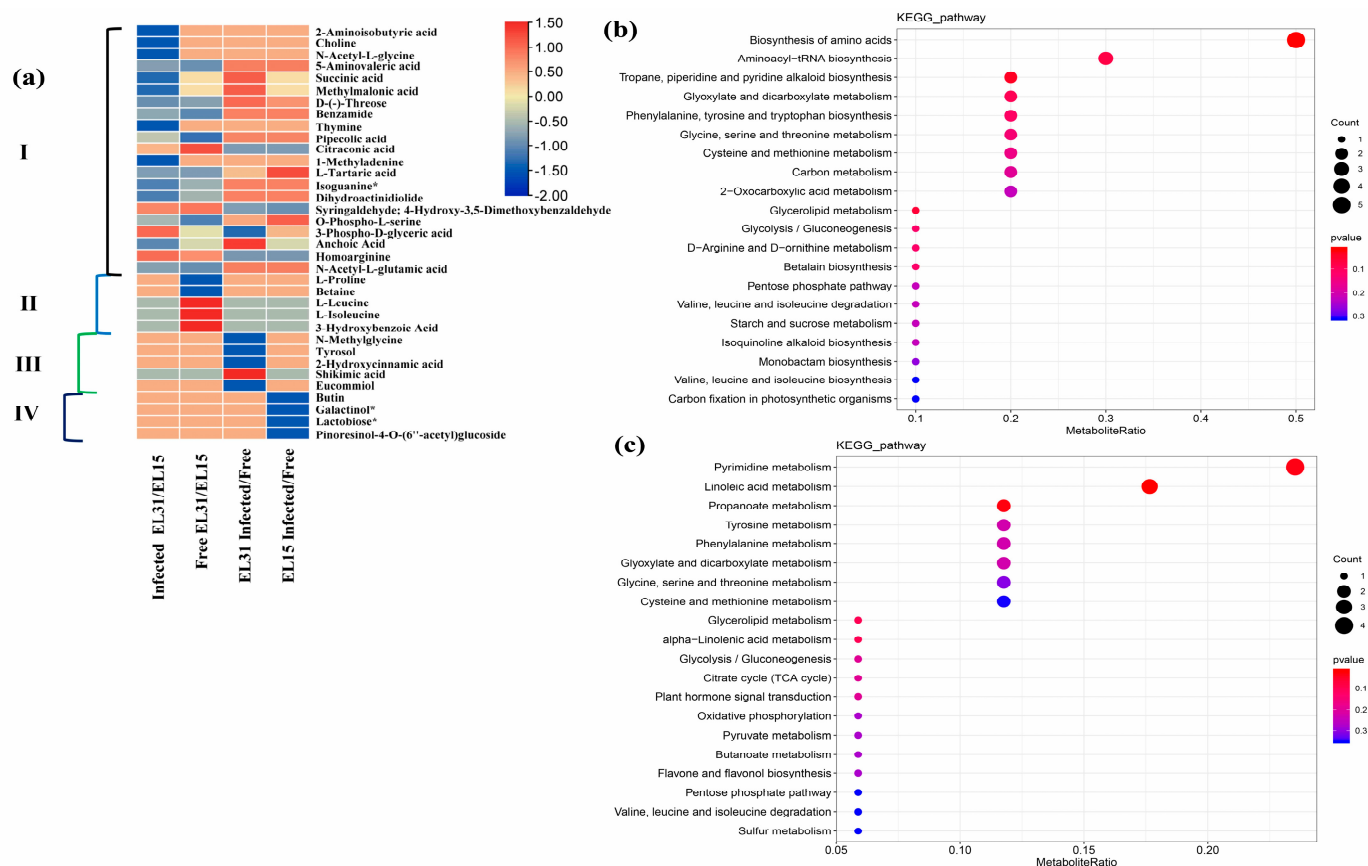 (a)
I
II
III
IV
2-Aminoisobutyric acid
Choline
N-Acetyl-L-glycine
5-Aminovaleric acid
Succinic acid
Methylmalonic acid
D-(-)-Threose
Benzamide
Thymine
Pipecolic acid
Citraconic acid
1-Methyladenine
L-Tartaric acid
Isoguanine*
Dihydroactinidiolide
Syringaldehyde; 4-Hydroxy-3,5-Dimethoxybenzaldehyde
O-Phospho-L-serine
3-Phospho-D-glyceric acid
Anchoic Acid
Homoarginine
N-Acetyl-L-glutamic acid
L-Proline
Betaine
L-Leucine
L-Isoleucine
3-Hydroxybenzoic Acid
N-Methylglycine
Tyrosol
2-Hydroxycinnamic acid
Shikimic acid
Eucommiol
Butin
Galactinol*
Lactobiose*
Pinoresinol-4-O-(6''-acetyl)glucoside
Infected EL31/EL15
Free EL31/EL15
EL31 Infected/Free
EL15 Infected/Free
1.50
1.00
0.50
-0.00
-0.50
-1.00
-1.50
-2.00
(b)
KEGG_pathway
Biosynthesis of amino acids
Aminoacyl-tRNA biosynthesis
Tropane, piperidine and pyridine alkaloid biosynthesis
Glyoxylate and dicarboxylate metabolism
Phenylalanine, tyrosine and tryptophan biosynthesis
Glycine, serine and threonine metabolism
Cysteine and methionine metabolism
Carbon metabolism
2-Oxocarboxylic acid metabolism
Glycerolipid metabolism
Glycolysis / Gluconeogenesis
D-Arginine and D-ornithine metabolism
Betalain biosynthesis
Pentose phosphate pathway
Valine, leucine and isoleucine degradation
Starch and sucrose metabolism
Isoquinoline alkaloid biosynthesis
Monobactam biosynthesis
Valine, leucine and isoleucine biosynthesis
Carbon fixation in photosynthetic organisms
0.1 0.2 0.3 0.4 0.5
MetaboliteRatio
Count
1
2
3
4
5
pvalue
0.1
0.2
0.3
(c)
KEGG_pathway
Pyrimidine metabolism
Linoleic acid metabolism
Propanoate metabolism
Tyrosine metabolism
Phenylalanine metabolism
Glyoxylate and dicarboxylate metabolism
Glycine, serine and threonine metabolism
Cysteine and methionine metabolism
Glycerolipid metabolism
alpha-Linolenic acid metabolism
Glycolysis / Gluconeogenesis
Citrate cycle (TCA cycle)
Plant hormone signal transduction
Oxidative phosphorylation
Pyruvate metabolism
Butanoate metabolism
Flavone and flavonol biosynthesis
Pentose phosphate pathway
Valine, leucine and isoleucine degradation
Sulfur metabolism
0.05 0.10 0.15 0.20
MetaboliteRatio
Count
1
2
3
4
pvalue
0.1
0.2
0.3